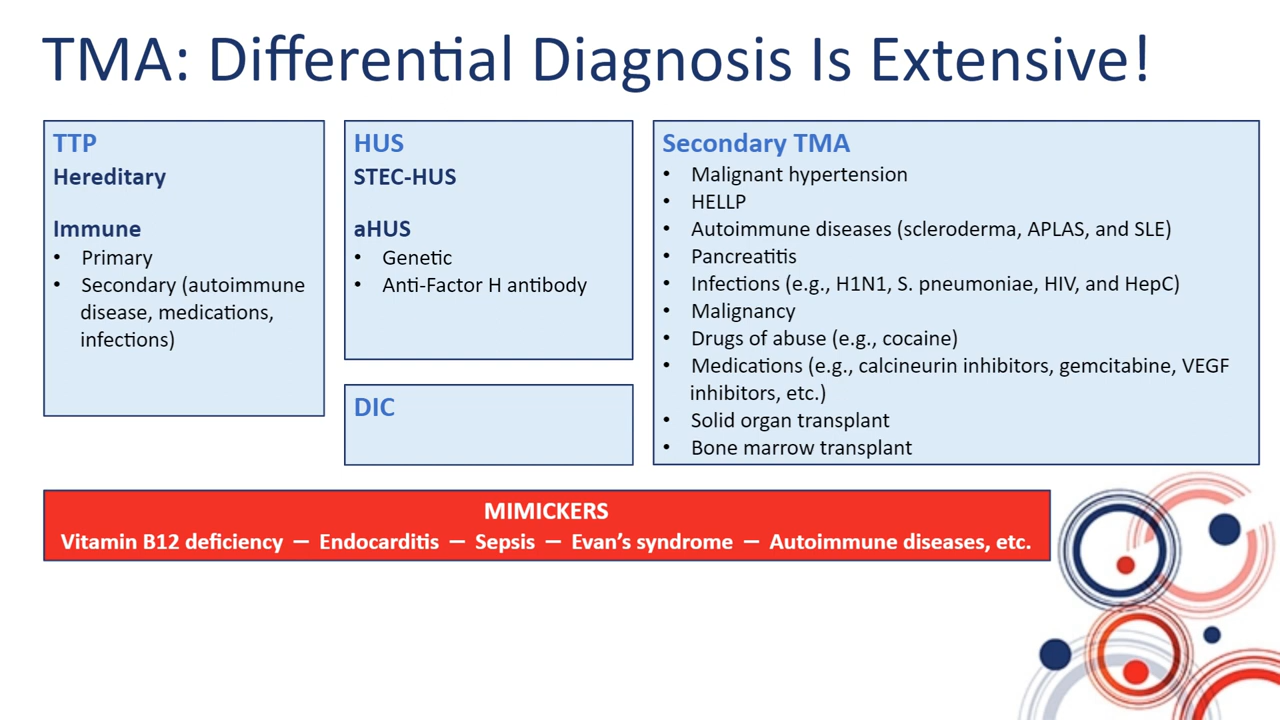 TMA: Differential Diagnosis Is Extensive!
TTP
Hereditary
Immune
• Primary
• Secondary (autoimmune
disease, medications,
infections)
HUS
STEC-HUS
aHUS
• Genetic
• Anti-Factor H antibody
DIC
Secondary TMA
• Malignant hypertension
• HELLP
• Autoimmune diseases (scleroderma, APLAS, and SLE)
• Pancreatitis
• Infections (e.g., H1N1, S. pneumoniae, HIV, and HepC)
• Malignancy
• Drugs of abuse (e.g., cocaine)
• Medications (e.g., calcineurin inhibitors, gemcitabine, VEGF
inhibitors, etc.)
• Solid organ transplant
• Bone marrow transplant
MIMICKERS
Vitamin B12 deficiency — Endocarditis — Sepsis — Evan's syndrome — Autoimmune diseases, etc.